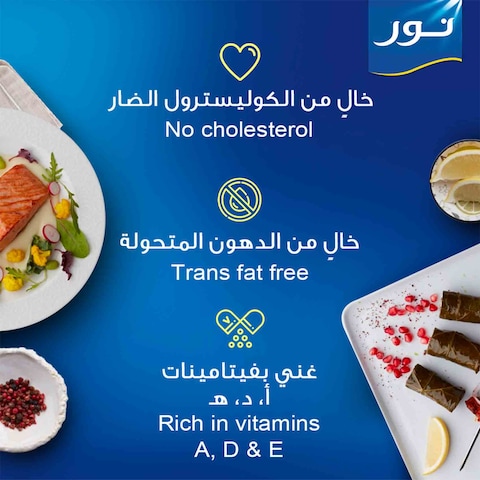 نور
خالٍ من الكوليسترول الضار
No cholesterol
خالٍ من الدهون المتحولة
Trans fat free
غني بفيتامينات
أ، د، هـ
Rich in vitamins
A, D & E